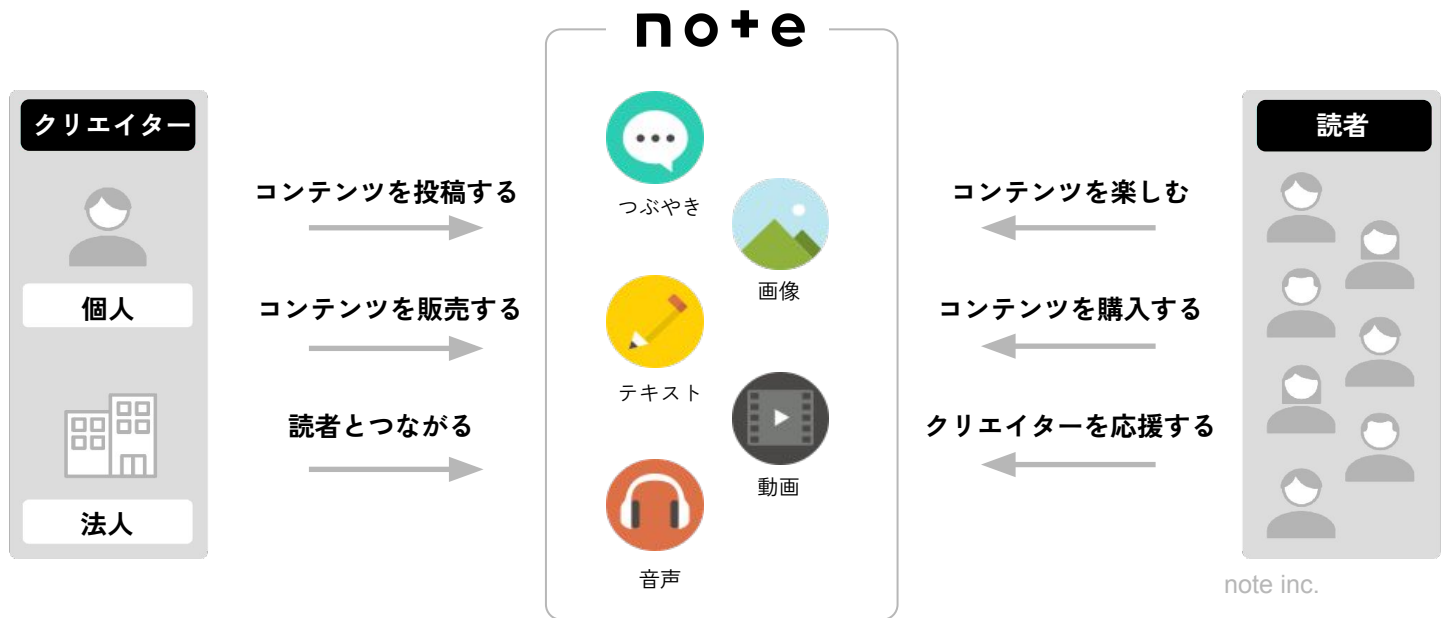 note
クリエイター
個人
法人
コンテンツを投稿する
コンテンツを販売する
読者とつながる
つぶやき
画像
テキスト
動画
音声
コンテンツを楽しむ
コンテンツを購入する
クリエイターを応援する
読者
note inc.